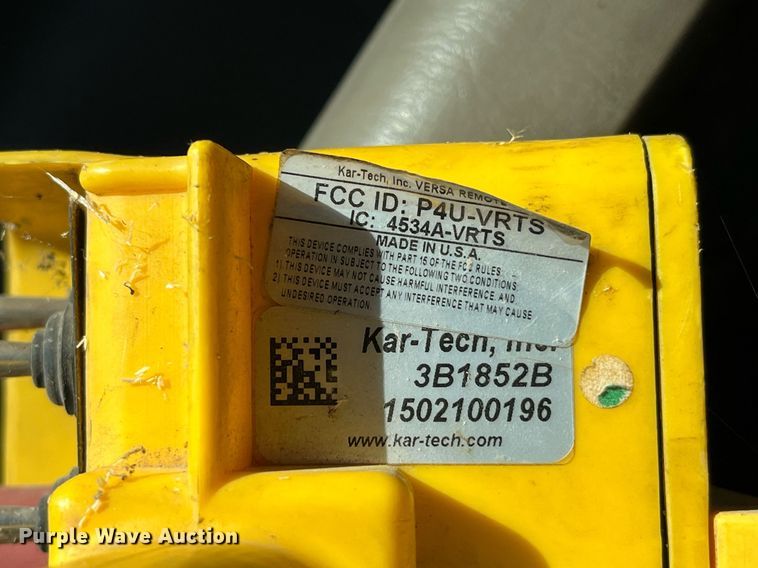 Kar-Tech, Inc. VERSA REMOTE
FCC ID: P4U-VRTS
IC: 4534A-VRTS
MADE IN U.S.A.
THIS DEVICE COMPLIES WITH PART 15 OF THE FCC RULES:
OPERATION IN SUBJECT TO THE FOLLOWING TWO CONDITIONS:
1) THIS DEVICE MAY NOT CAUSE HARMFUL INTERFERENCE, AND
2) THIS DEVICE MUST ACCEPT ANY INTERFERENCE THAT MAY CAUSE
UNDESIRED OPERATION.
Kar-Tech, Inc.
3B1852B
1502100196
www.kar-tech.com
Purple Wave Auction